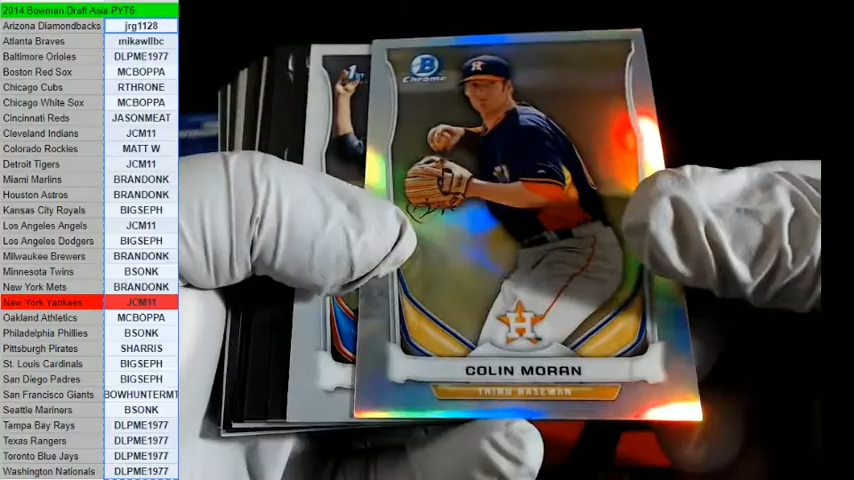 2014 Bowman Draft Asia PYT6
Arizona Diamondbacks jrg1128
Atlanta Braves mikawllbc
Baltimore Orioles DLPME1977
Boston Red Sox MCBOPPA
Chicago Cubs RTHRONE
Chicago White Sox MCBOPPA
Cincinnati Reds JASONMEAT
Cleveland Indians JCM11
Colorado Rockies MATT W
Detroit Tigers JCM11
Miami Marlins BRANDONK
Houston Astros BRANDONK
Kansas City Royals BIGSEPH
Los Angeles Angels JCM11
Los Angeles Dodgers BIGSEPH
Milwaukee Brewers BRANDONK
Minnesota Twins BSONK
New York Mets BRANDONK
New York Yankees JCM11
Oakland Athletics MCBOPPA
Philadelphia Phillies BSONK
Pittsburgh Pirates SHARRIS
St. Louis Cardinals BIGSEPH
San Diego Padres BIGSEPH
San Francisco Giants BOWHUNTERMT
Seattle Mariners BSONK
Tampa Bay Rays DLPME1977
Texas Rangers DLPME1977
Toronto Blue Jays DLPME1977
Washington Nationals DLPME1977
1st
B
Chrome
H
H
COLIN MORAN
THIRD BASEMAN